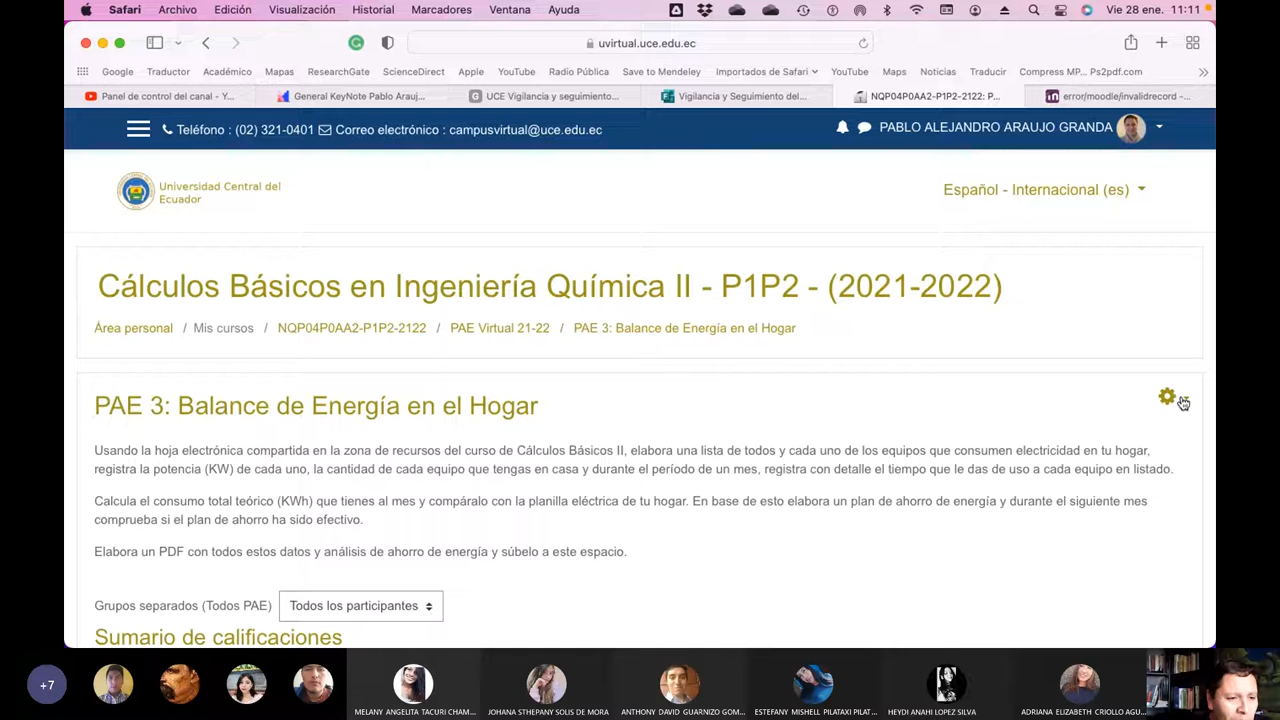 Safari Archivo Edición Visualización Historial Marcadores Ventana Ayuda Vie 28 ene. 11:11
uvirtual.uce.edu.ec
Google Traductor Académico Mapas ResearchGate ScienceDirect Apple YouTube Radio Pública Save to Mendeley Importados de Safari YouTube Maps Noticias Traducir Compress MP... Ps2pdf.com
Panel de control del canal - Y... General KeyNote Pablo Arauj... UCE Vigilancia y seguimiento... Vigilancia y Seguimiento del... NQP04P0AA2-P1P2-2122: P... error/moodle/invalidrecord -...
Teléfono : (02) 321-0401 Correo electrónico : campusvirtual@uce.edu.ec PABLO ALEJANDRO ARAUJO GRANDA
Universidad Central del
Ecuador
Español - Internacional (es)
Cálculos Básicos en Ingeniería Química II - P1P2 - (2021-2022)
Área personal / Mis cursos / NQP04P0AA2-P1P2-2122 / PAE Virtual 21-22 / PAE 3: Balance de Energía en el Hogar
PAE 3: Balance de Energía en el Hogar
Usando la hoja electrónica compartida en la zona de recursos del curso de Cálculos Básicos II, elabora una lista de todos y cada uno de los equipos que consumen electricidad en tu hogar,
registra la potencia (KW) de cada uno, la cantidad de cada equipo que tengas en casa y durante el período de un mes, registra con detalle el tiempo que le das de uso a cada equipo en listado.
Calcula el consumo total teórico (KWh) que tienes al mes y compáralo con la planilla eléctrica de tu hogar. En base de esto elabora un plan de ahorro de energía y durante el siguiente mes
comprueba si el plan de ahorro ha sido efectivo.
Elabora un PDF con todos estos datos y análisis de ahorro de energía y súbelo a este espacio.
Grupos separados (Todos PAE) Todos los participantes
Sumario de calificaciones
+7
MELANY ANGELITA TACURI CHAM... JOHANA STHEPANY SOLIS DE MORA ANTHONY DAVID GUARNIZO GOM... ESTEFANY MISHELL PILATAXI PILAT... HEYDI ANAHI LOPEZ SILVA ADRIANA ELIZABETH CRIOLLO AGU...